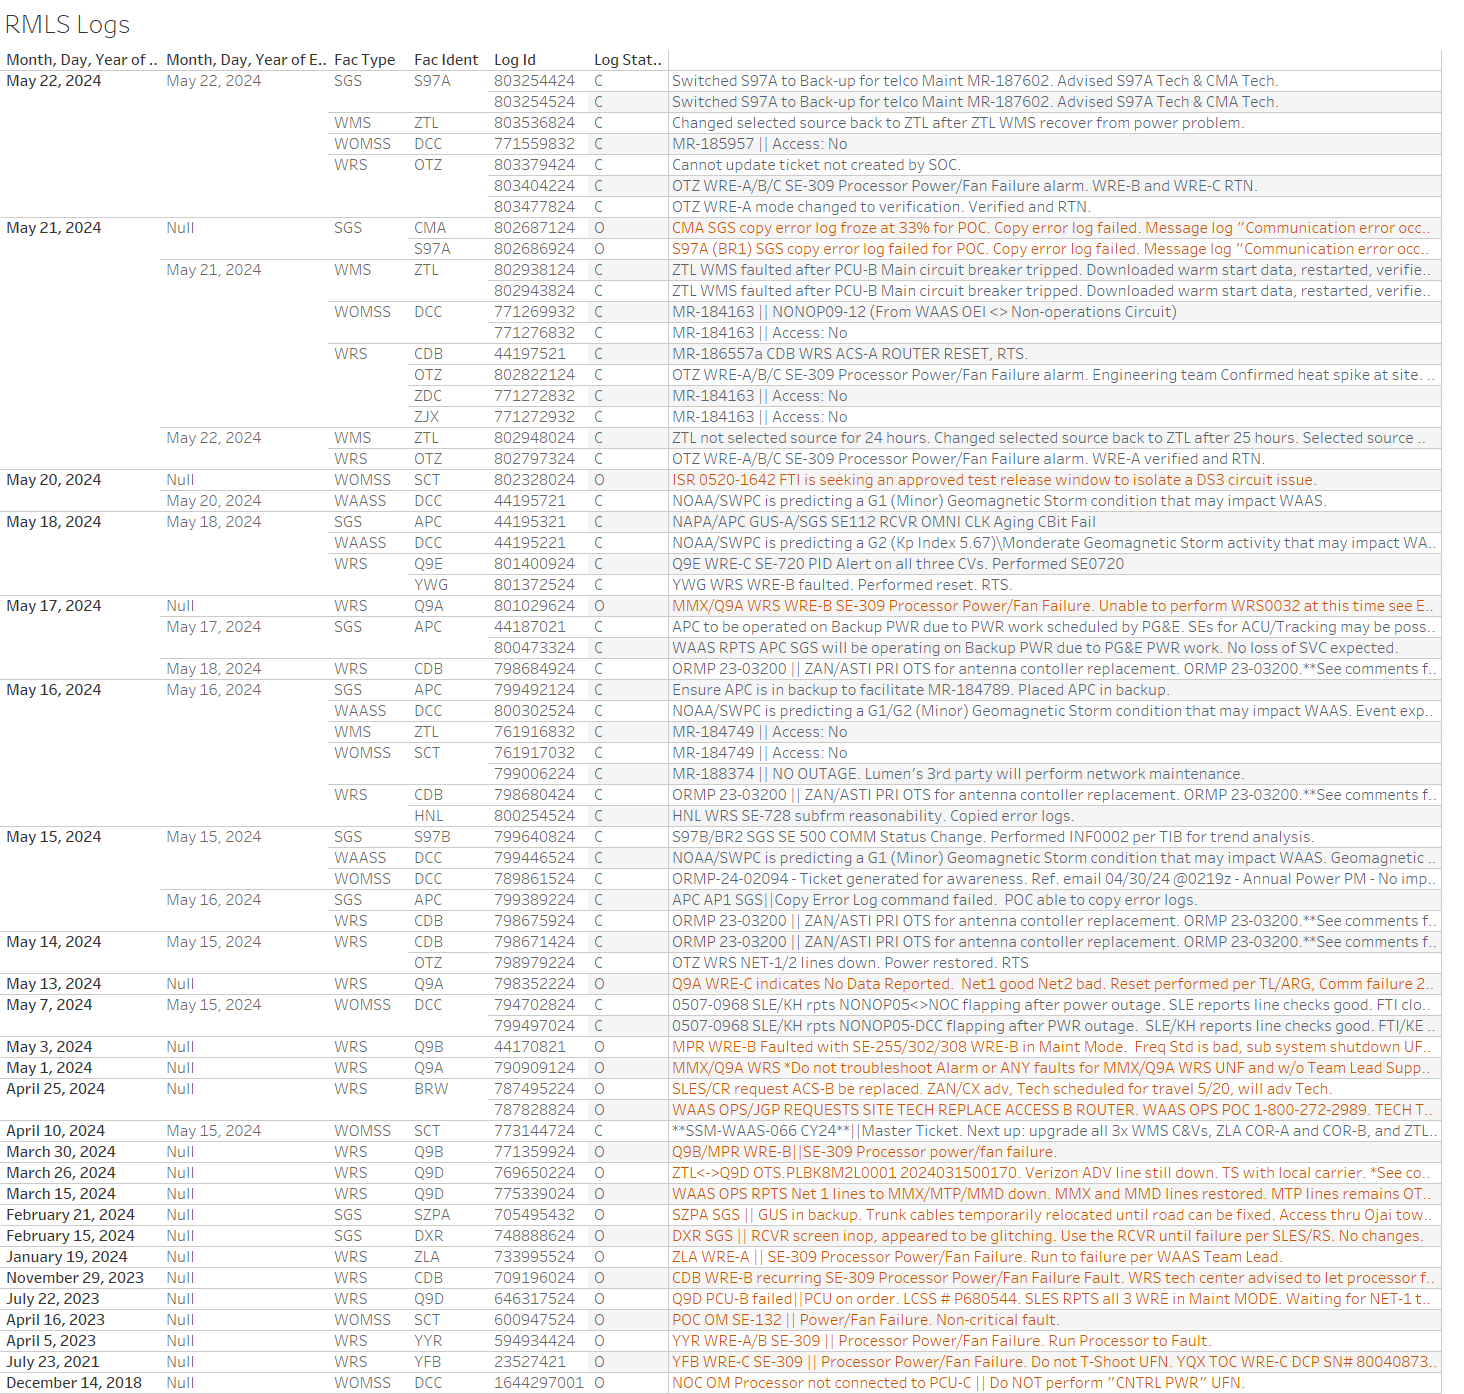 RMLS Logs
Month, Day, Year of .. Month, Day, Year of E.. Fac Type Fac Ident Log Id Log Stat..
May 22, 2024 May 22, 2024 SGS S97A 803254424 C Switched S97A to Back-up for telco Maint MR-187602. Advised S97A Tech & CMA Tech.
803254524 C Switched S97A to Back-up for telco Maint MR-187602. Advised S97A Tech & CMA Tech.
WMS ZTL 803536824 C Changed selected source back to ZTL after ZTL WMS recover from power problem.
WOMSS DCC 771559832 C MR-185957 || Access: No
WRS OTZ 803379424 C Cannot update ticket not created by SOC.
803404224 C OTZ WRE-A/B/C SE-309 Processor Power/Fan Failure alarm. WRE-B and WRE-C RTN.
803477824 C OTZ WRE-A mode changed to verification. Verified and RTN.
May 21, 2024 Null SGS CMA 802687124 O CMA SGS copy error log froze at 33% for POC. Copy error log failed. Message log "Communication error occ..
S97A 802686924 O S97A (BR1) SGS copy error log failed for POC. Copy error log failed. Message log "Communication error occ..
May 21, 2024 WMS ZTL 802938124 C ZTL WMS faulted after PCU-B Main circuit breaker tripped. Downloaded warm start data, restarted, verifie..
802943824 C ZTL WMS faulted after PCU-B Main circuit breaker tripped. Downloaded warm start data, restarted, verifie..
WOMSS DCC 771269932 C MR-184163 || NONOP09-12 (From WAAS OEI <> Non-operations Circuit)
771276832 C MR-184163 || Access: No
WRS CDB 44197521 C MR-186557a CDB WRS ACS-A ROUTER RESET, RTS.
OTZ 802822124 C OTZ WRE-A/B/C SE-309 Processor Power/Fan Failure alarm. Engineering team Confirmed heat spike at site. ..
ZDC 771272832 C MR-184163 || Access: No
ZJX 771272932 C MR-184163 || Access: No
May 22, 2024 WMS ZTL 802948024 C ZTL not selected source for 24 hours. Changed selected source back to ZTL after 25 hours. Selected source ..
WRS OTZ 802797324 C OTZ WRE-A/B/C SE-309 Processor Power/Fan Failure alarm. WRE-A verified and RTN.
May 20, 2024 Null WOMSS SCT 802328024 O ISR 0520-1642 FTI is seeking an approved test release window to isolate a DS3 circuit issue.
May 20, 2024 WAASS DCC 44195721 C NOAA/SWPC is predicting a G1 (Minor) Geomagnetic Storm condition that may impact WAAS.
May 18, 2024 May 18, 2024 SGS APC 44195321 C NAPA/APC GUS-A/SGS SE112 RCVR OMNI CLK Aging CBit Fail
WAASS DCC 44195221 C NOAA/SWPC is predicting a G2 (Kp Index 5.67)\Monderate Geomagnetic Storm activity that may impact WA..
WRS Q9E 801400924 C Q9E WRE-C SE-720 PID Alert on all three CVs. Performed SE0720
YWG 801372524 C YWG WRS WRE-B faulted. Performed reset. RTS.
May 17, 2024 Null WRS Q9A 801029624 O MMX/Q9A WRS WRE-B SE-309 Processor Power/Fan Failure. Unable to perform WRS0032 at this time see E..
May 17, 2024 SGS APC 44187021 C APC to be operated on Backup PWR due to PWR work scheduled by PG&E. SEs for ACU/Tracking may be poss..
800473324 C WAAS RPTS APC SGS will be operating on Backup PWR due to PG&E PWR work. No loss of SVC expected.
May 18, 2024 WRS CDB 798684924 C ORMP 23-03200 || ZAN/ASTI PRI OTS for antenna contoller replacement. ORMP 23-03200.**See comments f..
May 16, 2024 May 16, 2024 SGS APC 799492124 C Ensure APC is in backup to facilitate MR-184789. Placed APC in backup.
WAASS DCC 800302524 C NOAA/SWPC is predicting a G1/G2 (Minor) Geomagnetic Storm condition that may impact WAAS. Event exp..
WMS ZTL 761916832 C MR-184749 || Access: No
WOMSS SCT 761917032 C MR-184749 || Access: No
799006224 C MR-188374 || NO OUTAGE. Lumen's 3rd party will perform network maintenance.
WRS CDB 798680424 C ORMP 23-03200 || ZAN/ASTI PRI OTS for antenna contoller replacement. ORMP 23-03200.**See comments f..
HNL 800254524 C HNL WRS SE-728 subfrm reasonability. Copied error logs.
May 15, 2024 May 15, 2024 SGS S97B 799640824 C S97B/BR2 SGS SE 500 COMM Status Change. Performed INF0002 per TIB for trend analysis.
WAASS DCC 799446524 C NOAA/SWPC is predicting a G1 (Minor) Geomagnetic Storm condition that may impact WAAS. Geomagnetic ..
WOMSS DCC 789861524 C ORMP-24-02094 - Ticket generated for awareness. Ref. email 04/30/24 @0219z - Annual Power PM - No imp..
May 16, 2024 SGS APC 799389224 C APC AP1 SGS||Copy Error Log command failed. POC able to copy error logs.
WRS CDB 798675924 C ORMP 23-03200 || ZAN/ASTI PRI OTS for antenna contoller replacement. ORMP 23-03200.**See comments f..
May 14, 2024 May 15, 2024 WRS CDB 798671424 C ORMP 23-03200 || ZAN/ASTI PRI OTS for antenna contoller replacement. ORMP 23-03200.**See comments f..
OTZ 798979224 C OTZ WRS NET-1/2 lines down. Power restored. RTS
May 13, 2024 Null WRS Q9A 798352224 O Q9A WRE-C indicates No Data Reported. Net1 good Net2 bad. Reset performed per TL/ARG, Comm failure 2..
May 7, 2024 May 15, 2024 WOMSS DCC 794702824 C 0507-0968 SLE/KH rpts NONOP05<>NOC flapping after power outage. SLE reports line checks good. FTI clo..
799497024 C 0507-0968 SLE/KH rpts NONOP05-DCC flapping after PWR outage. SLE/KH reports line checks good. FTI/KE ..
May 3, 2024 Null WRS Q9B 44170821 O MPR WRE-B Faulted with SE-255/302/308 WRE-B in Maint Mode. Freq Std is bad, sub system shutdown UF..
May 1, 2024 Null WRS Q9A 790909124 O MMX/Q9A WRS *Do not troubleshoot Alarm or ANY faults for MMX/Q9A WRS UNF and w/o Team Lead Supp..
April 25, 2024 Null WRS BRW 787495224 O SLES/CR request ACS-B be replaced. ZAN/CX adv, Tech scheduled for travel 5/20, will adv Tech.
787828824 O WAAS OPS/JGP REQUESTS SITE TECH REPLACE ACCESS B ROUTER. WAAS OPS POC 1-800-272-2989. TECH T..
April 10, 2024 May 15, 2024 WOMSS SCT 773144724 C **SSM-WAAS-066 CY24**||Master Ticket. Next up: upgrade all 3x WMS C&Vs, ZLA COR-A and COR-B, and ZTL..
March 30, 2024 Null WRS Q9B 771359924 O Q9B/MPR WRE-B||SE-309 Processor power/fan failure.
March 26, 2024 Null WRS Q9D 769650224 O ZTL<->Q9D OTS.PLBK8M2L0001 2024031500170. Verizon ADV line still down. TS with local carrier. *See co..
March 15, 2024 Null WRS Q9D 775339024 O WAAS OPS RPTS Net 1 lines to MMX/MTP/MMD down. MMX and MMD lines restored. MTP lines remains OT..
February 21, 2024 Null SGS SZPA 705495432 O SZPA SGS || GUS in backup. Trunk cables temporarily relocated until road can be fixed. Access thru Ojai tow..
February 15, 2024 Null SGS DXR 748888624 O DXR SGS || RCVR screen inop, appeared to be glitching. Use the RCVR until failure per SLES/RS. No changes.
January 19, 2024 Null WRS ZLA 733995524 O ZLA WRE-A || SE-309 Processor Power/Fan Failure. Run to failure per WAAS Team Lead.
November 29, 2023 Null WRS CDB 709196024 O CDB WRE-B recurring SE-309 Processor Power/Fan Failure Fault. WRS tech center advised to let processor f..
July 22, 2023 Null WRS Q9D 646317524 O Q9D PCU-B failed||PCU on order. LCSS # P680544. SLES RPTS all 3 WRE in Maint MODE. Waiting for NET-1 t..
April 16, 2023 Null WOMSS SCT 600947524 O POC OM SE-132 || Power/Fan Failure. Non-critical fault.
April 5, 2023 Null WRS YYR 594934424 O YYR WRE-A/B SE-309 || Processor Power/Fan Failure. Run Processor to Fault.
July 23, 2021 Null WRS YFB 23527421 O YFB WRE-C SE-309 || Processor Power/Fan Failure. Do not T-Shoot UFN. YQX TOC WRE-C DCP SN# 80040873..
December 14, 2018 Null WOMSS DCC 1644297001 O NOC OM Processor not connected to PCU-C || Do NOT perform "CNTRL PWR" UFN.